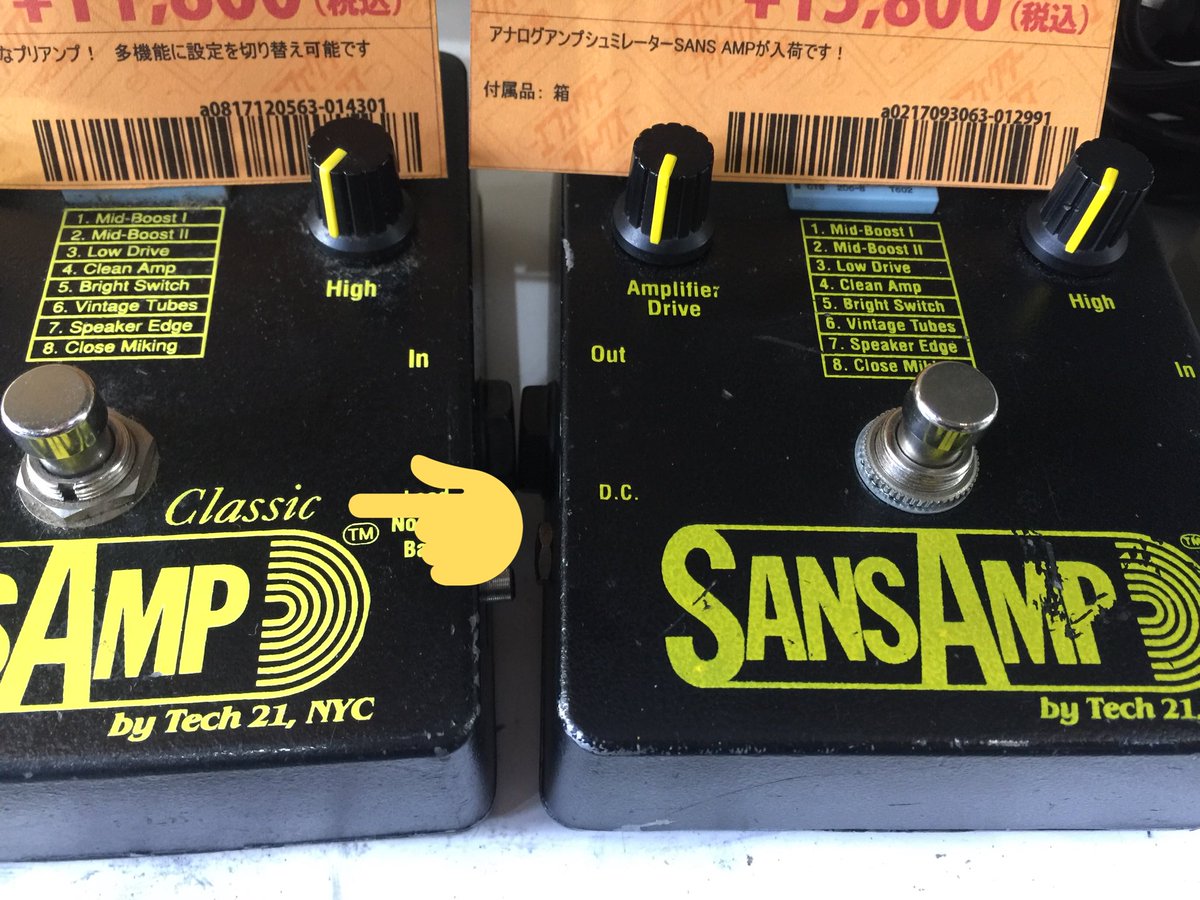 ¥11,800(税込)
なプリアンプ! 多機能に設定を切り替え可能です
a0817120563-014301
1. Mid-Boost I
2. Mid-Boost II
3. Low Drive
4. Clean Amp
5. Bright Switch
6. Vintage Tubes
7. Speaker Edge
8. Close Miking
High
In
Classic
TM
SAMP
by Tech 21, NYC
(税込)
アナログアンプシュミレーターSANS AMPが入荷です!
付属品: 箱
a0217093063-012991
Amplifier
Drive
1. Mid-Boost I
2. Mid-Boost II
3. Low Drive
4. Clean Amp
5. Bright Switch
6. Vintage Tubes
7. Speaker Edge
8. Close
High
Out
In
D.C.
TM
SANSAMP
by Tech 21,